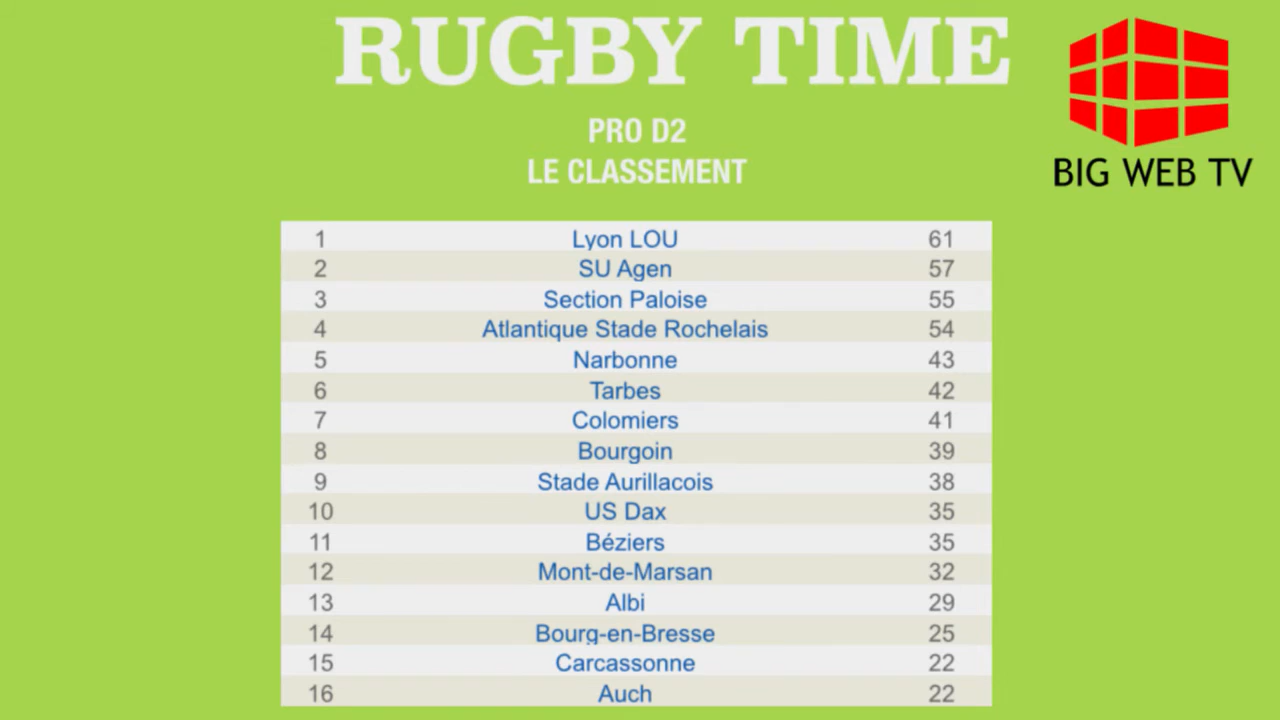 RUGBY TIME
PRO D2
LE CLASSEMENT
BIG WEB TV
1 Lyon LOU 61
2 SU Agen 57
3 Section Paloise 55
4 Atlantique Stade Rochelais 54
5 Narbonne 43
6 Tarbes 42
7 Colomiers 41
8 Bourgoin 39
9 Stade Aurillacois 38
10 US Dax 35
11 Béziers 35
12 Mont-de-Marsan 32
13 Albi 29
14 Bourg-en-Bresse 25
15 Carcassonne 22
16 Auch 22